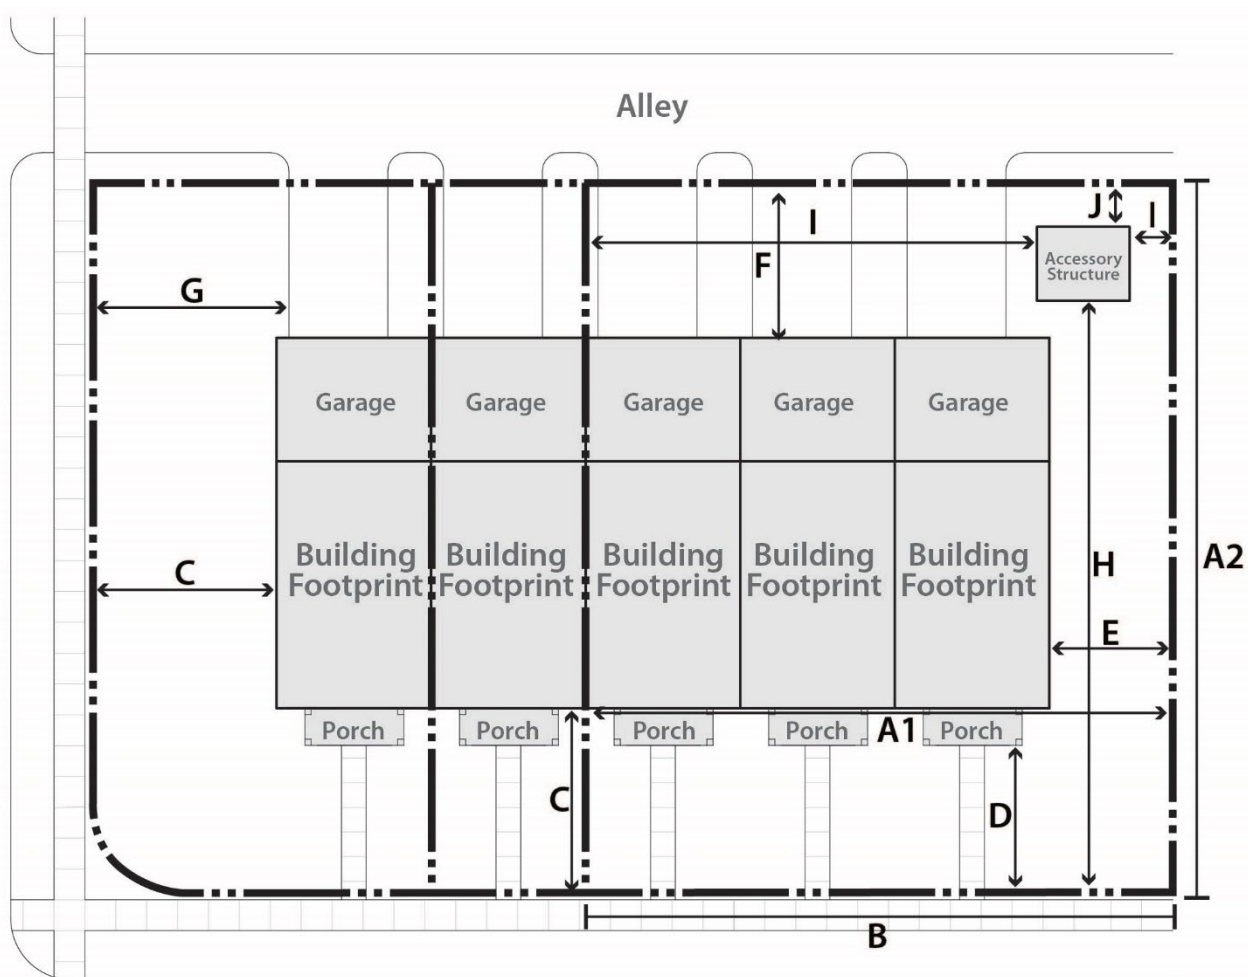 Alley
J
I
I
F
Accessory
Structure
G
Garage
Garage
Garage
Garage
Garage
Building
Footprint
Building
Footprint
Building
Footprint
Building
Footprint
Building
Footprint
C
H
A2
E
Porch
Porch
Porch
Porch
A1
Porch
C
D
B